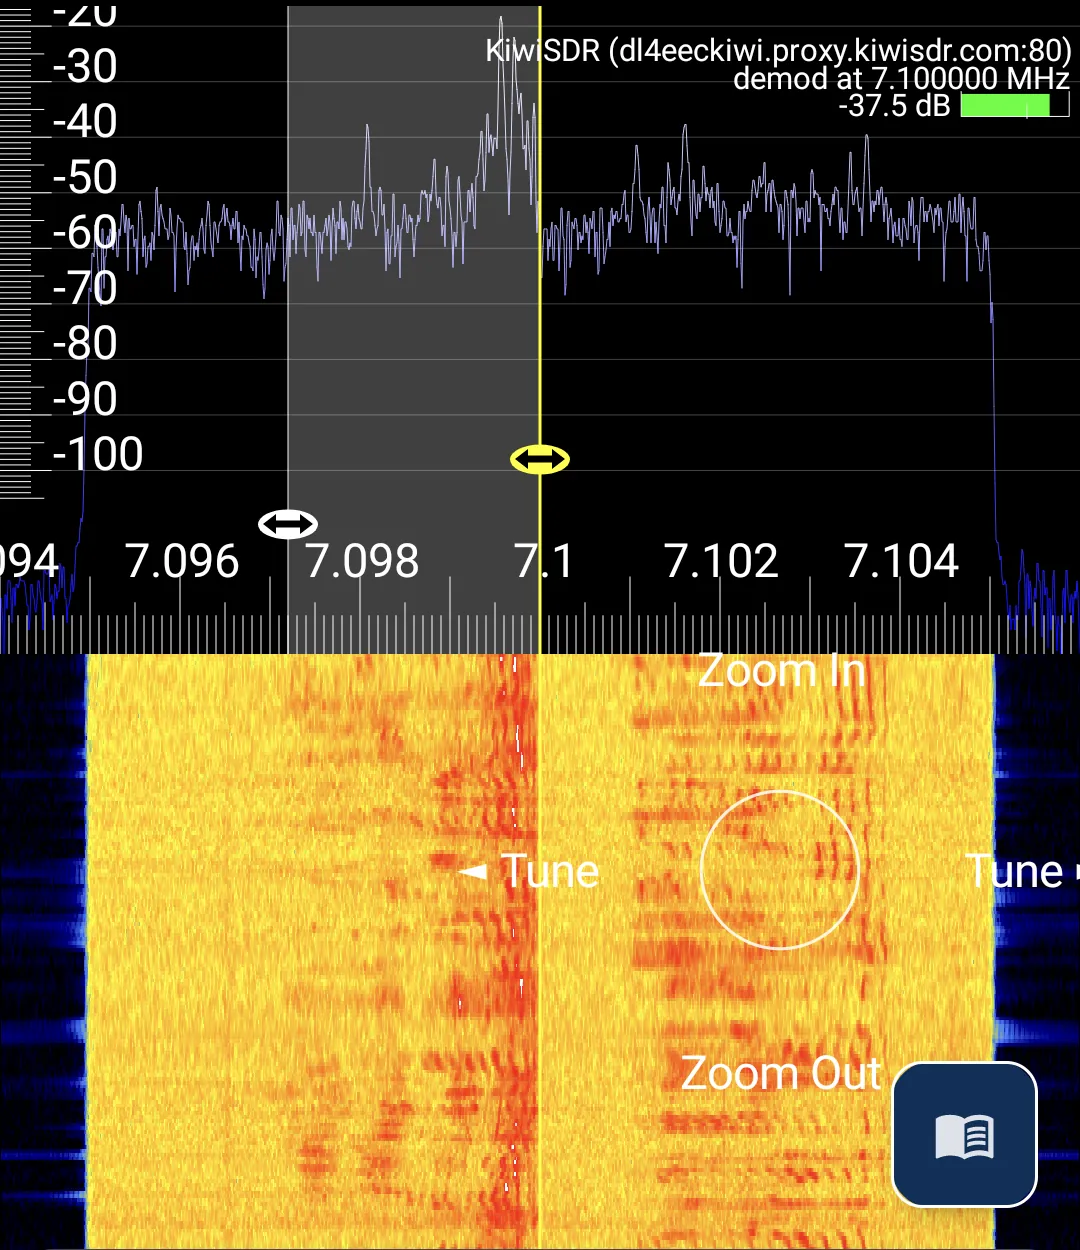 -20
KiwiSDR (dl4eeckiwi.proxy.kiwisdr.com:80)
-30
demod at 7.100000 MHz
-37.5 dB
-40
-50
-60
-70
-80
-90
-100
094 7.096 7.098 7.1 7.102 7.104
Zoom In
Tune Tune
Zoom Out